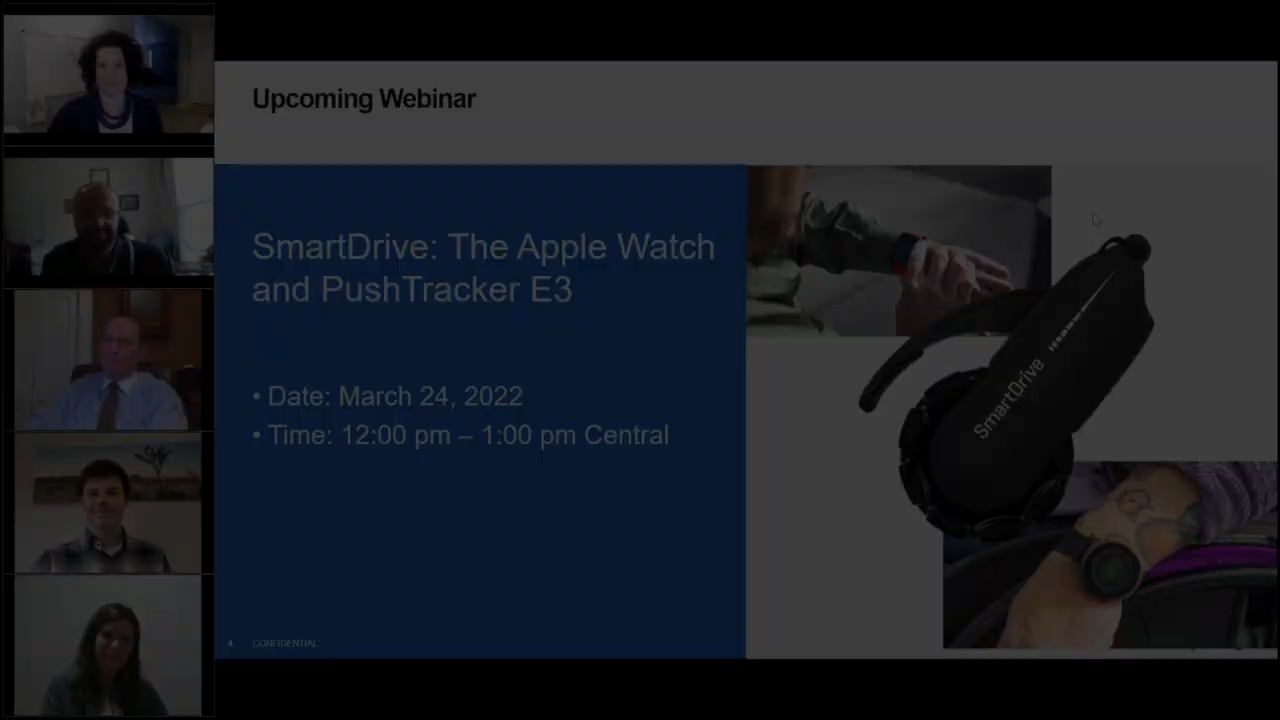 Upcoming Webinar
SmartDrive: The Apple Watch
and PushTracker E3
• Date: March 24, 2022
• Time: 12:00 pm – 1:00 pm Central
SmartDrive
4 CONFIDENTIAL